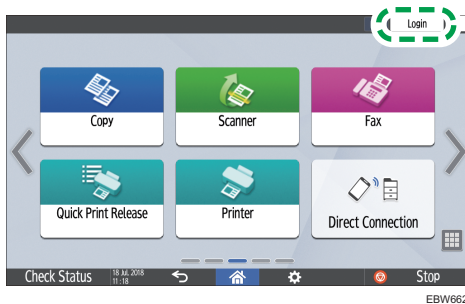 Login
Copy
Scanner
Fax
Quick Print Release
Printer
Direct Connection
Check Status
18 Jul. 2018
11 : 18
Stop
EBW662